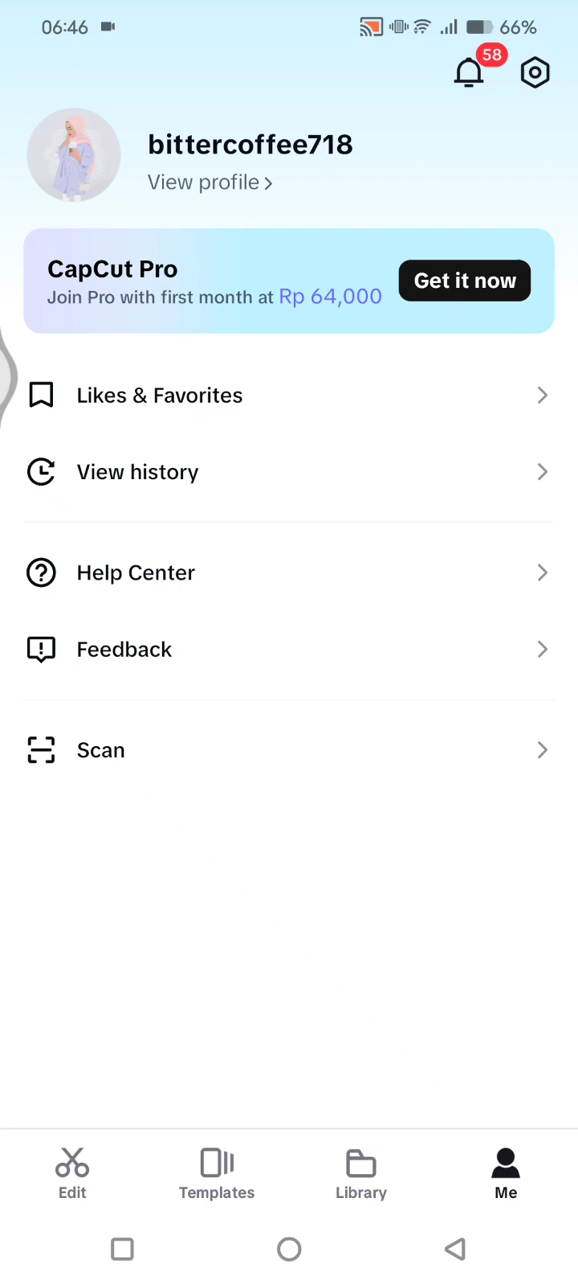 06:46
66%
58
bittercoffee718
View profile
CapCut Pro
Join Pro with first month at Rp 64,000
Get it now
Likes & Favorites
View history
Help Center
Feedback
Scan
Edit
Templates
Library
Me